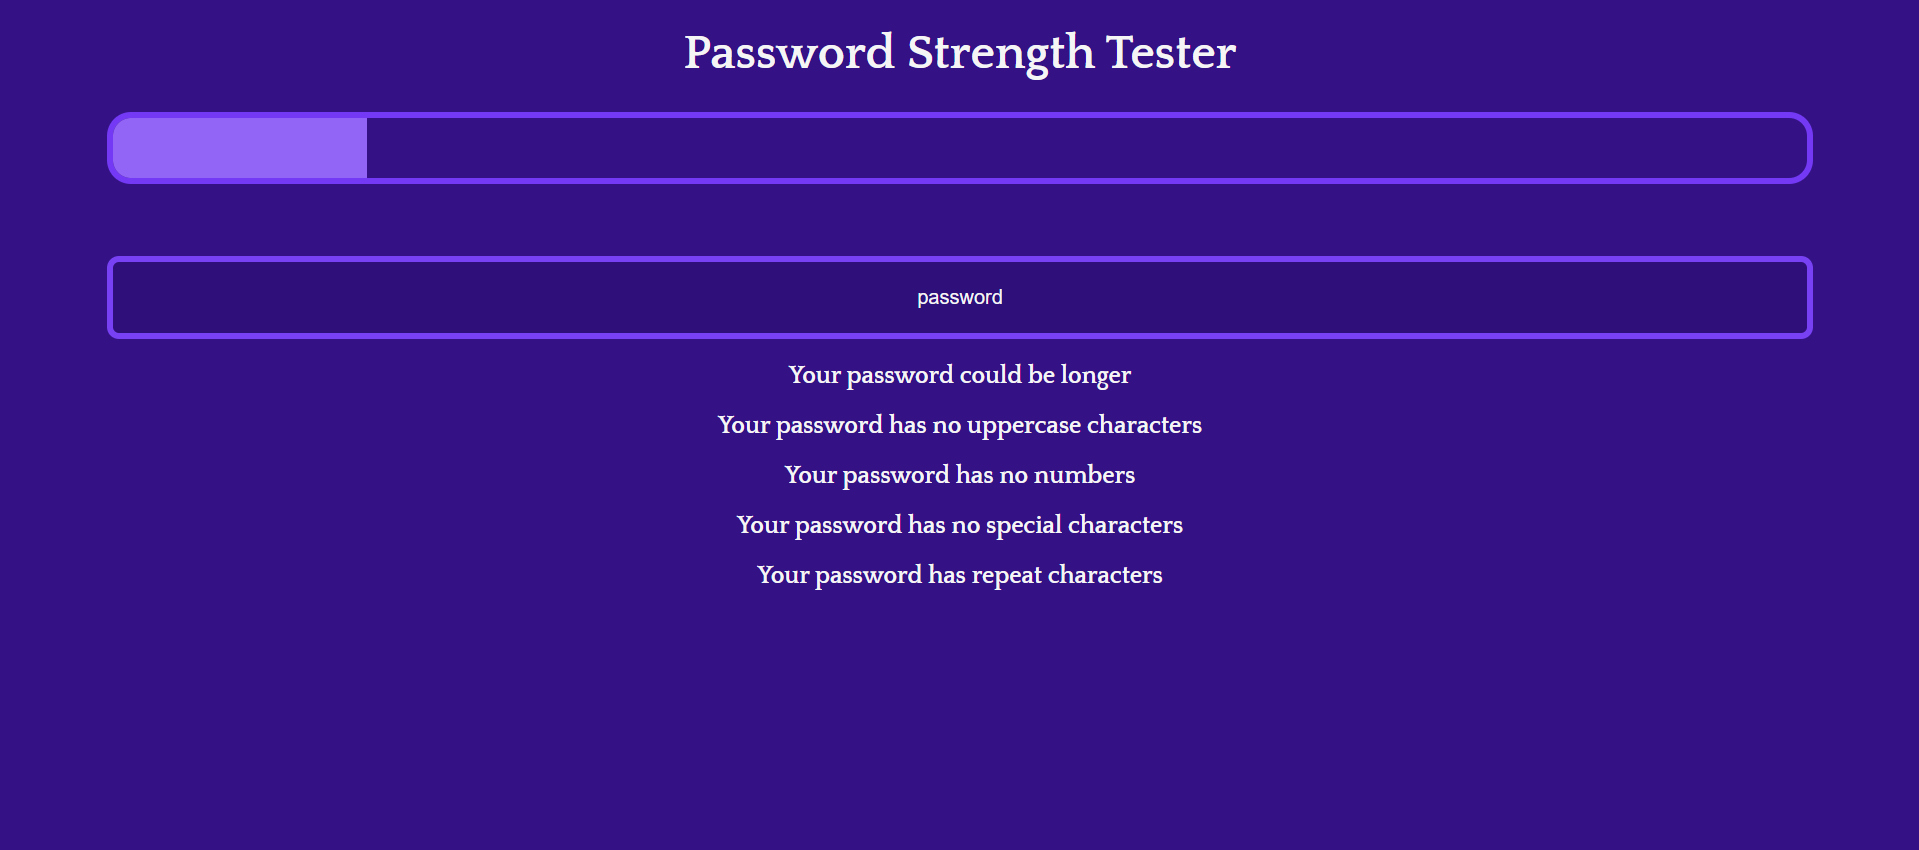 Password Strength Tester
password
Your password could be longer
Your password has no uppercase characters
Your password has no numbers
Your password has no special characters
Your password has repeat characters